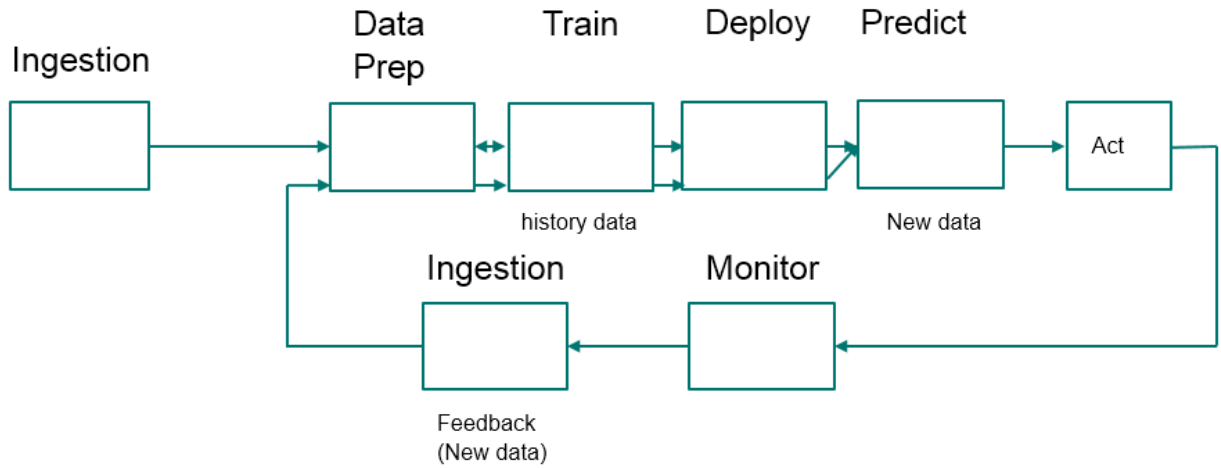 Ingestion
Data
Prep
Train
Deploy
Predict
Act
history data
New data
Ingestion
Monitor
Feedback
(New data)